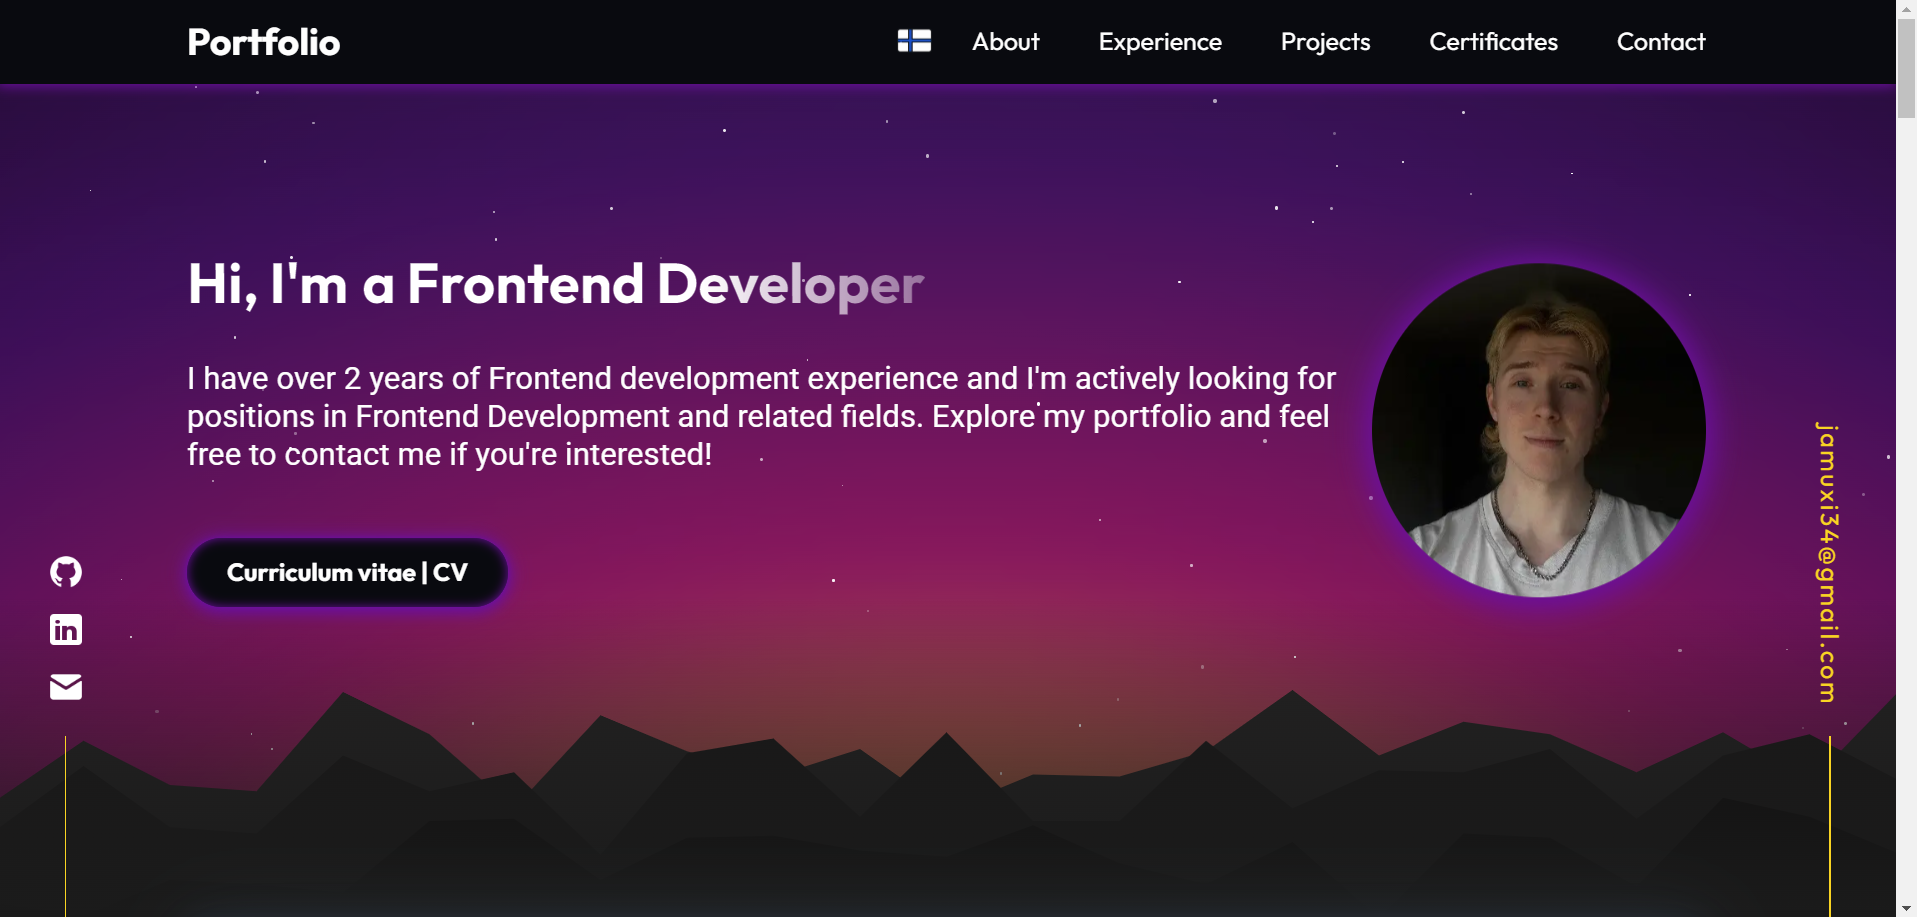 Portfolio
About
Experience
Projects
Certificates
Contact
Hi, I'm a Frontend Developer
I have over 2 years of Frontend development experience and I'm actively looking for
positions in Frontend Development and related fields. Explore my portfolio and feel
free to contact me if you're interested!
Curriculum vitae | CV
in
jamuxi34@gmail.com